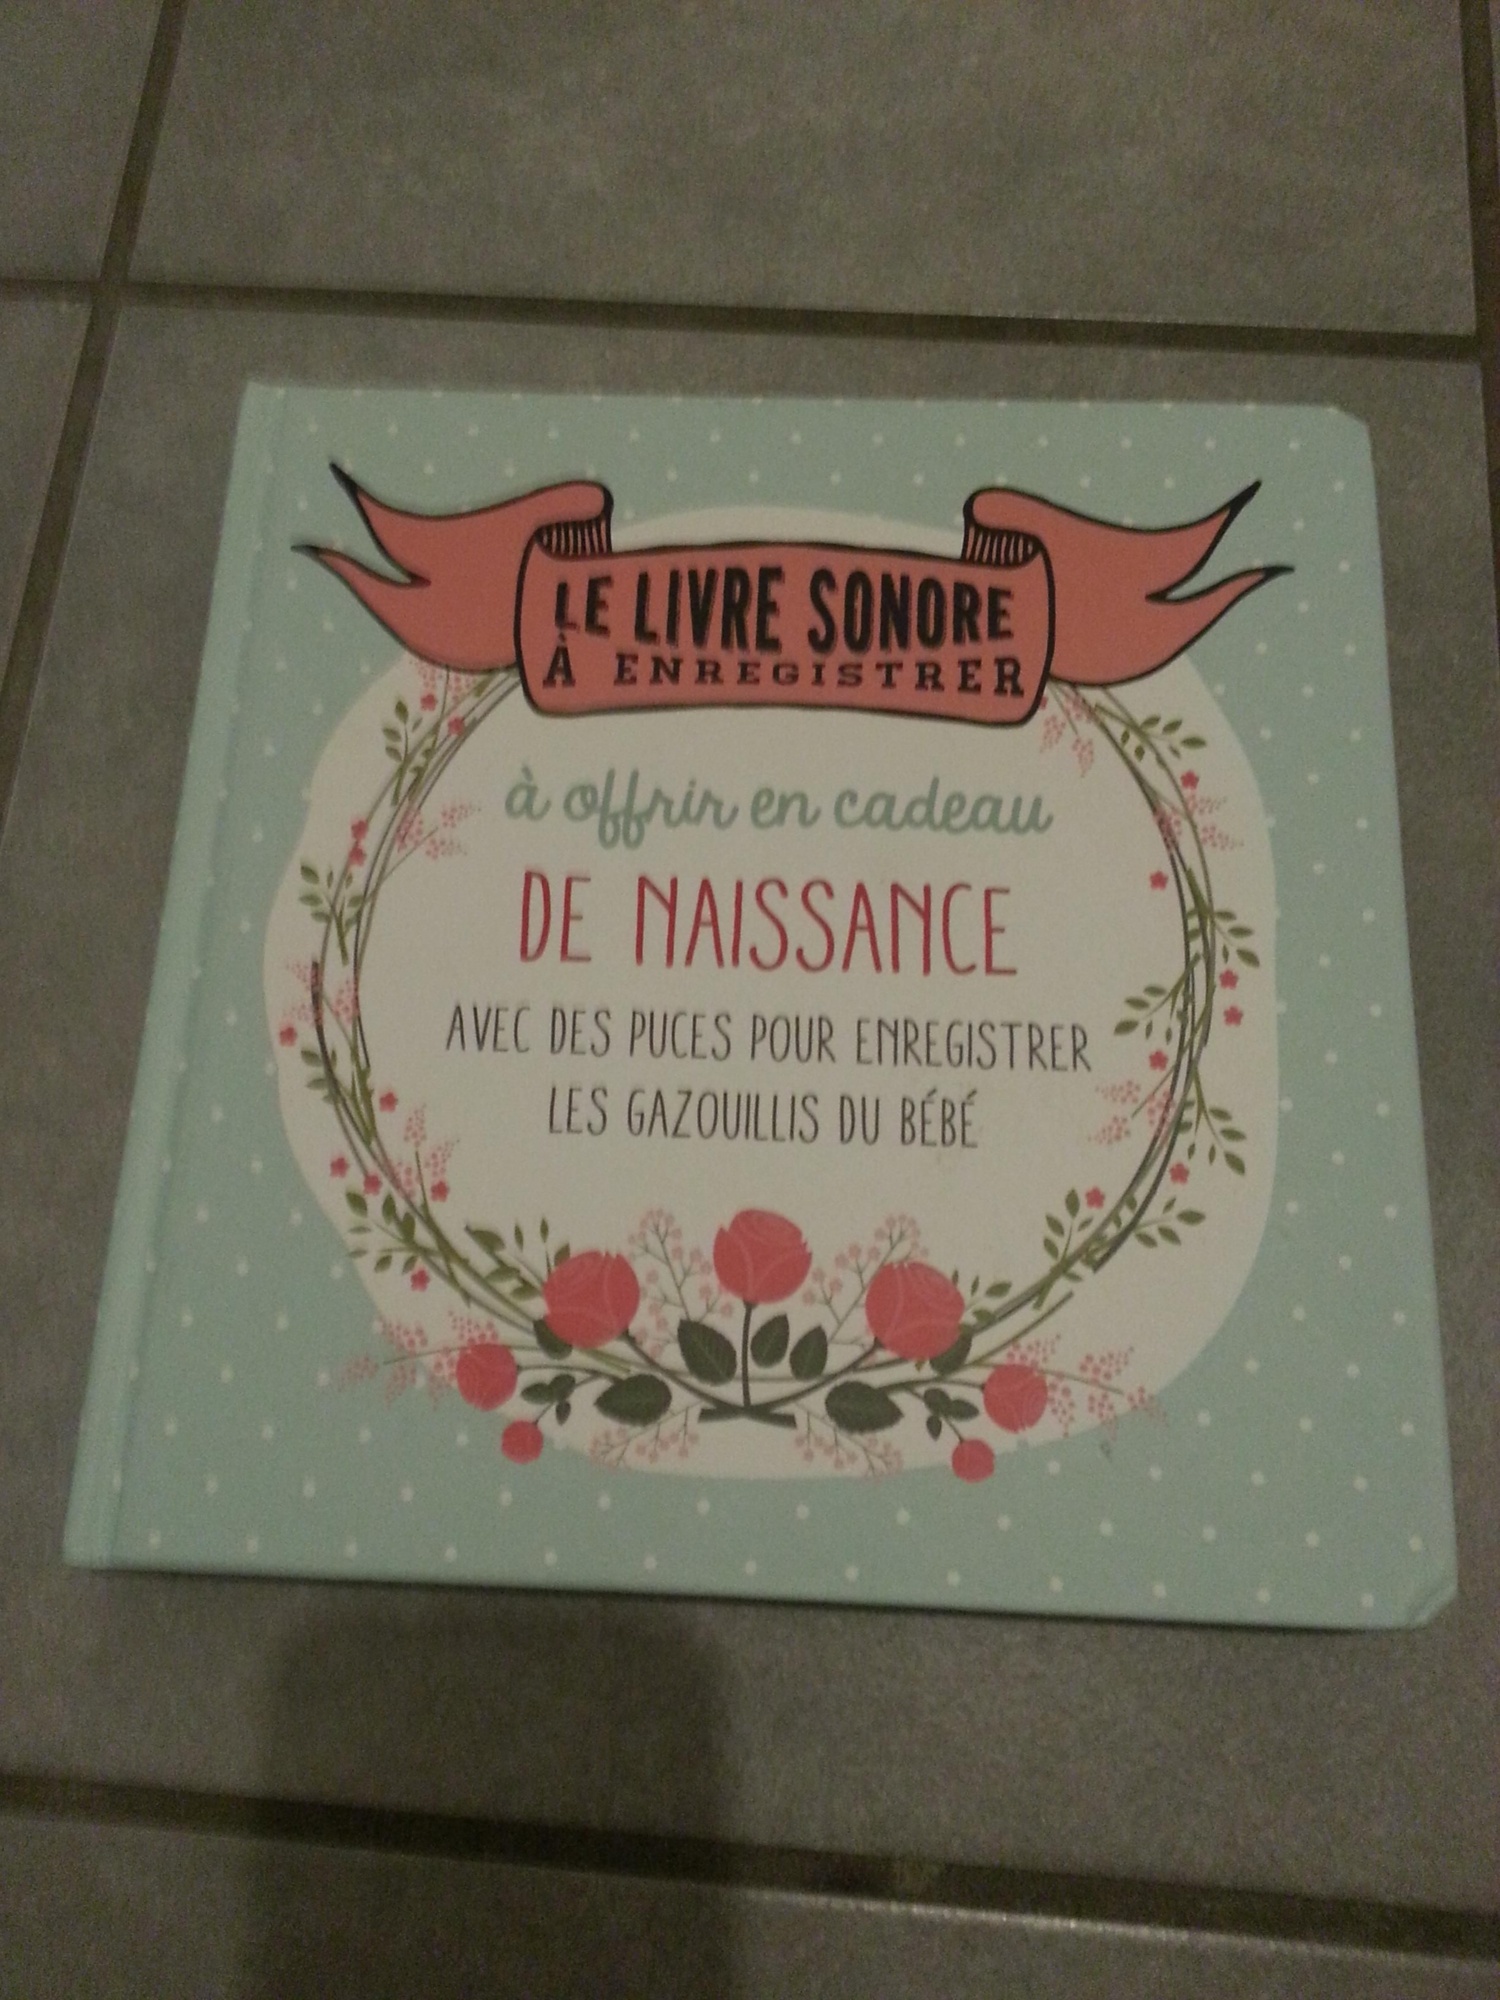 LE LIVRE SONORE
À ENREGISTRER
à offrir en cadeau
DE NAISSANCE
AVEC DES PUCES POUR ENREGISTRER
LES GAZOUILLIS DU BÉBÉ